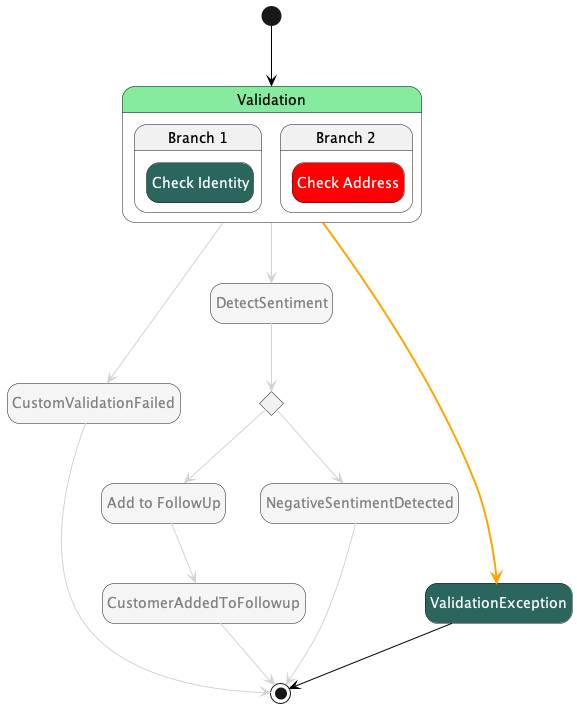 Validation
Branch 1
Branch 2
Check Identity
Check Address
DetectSentiment
CustomValidationFailed
Add to FollowUp
NegativeSentimentDetected
CustomerAddedToFollowup
ValidationException